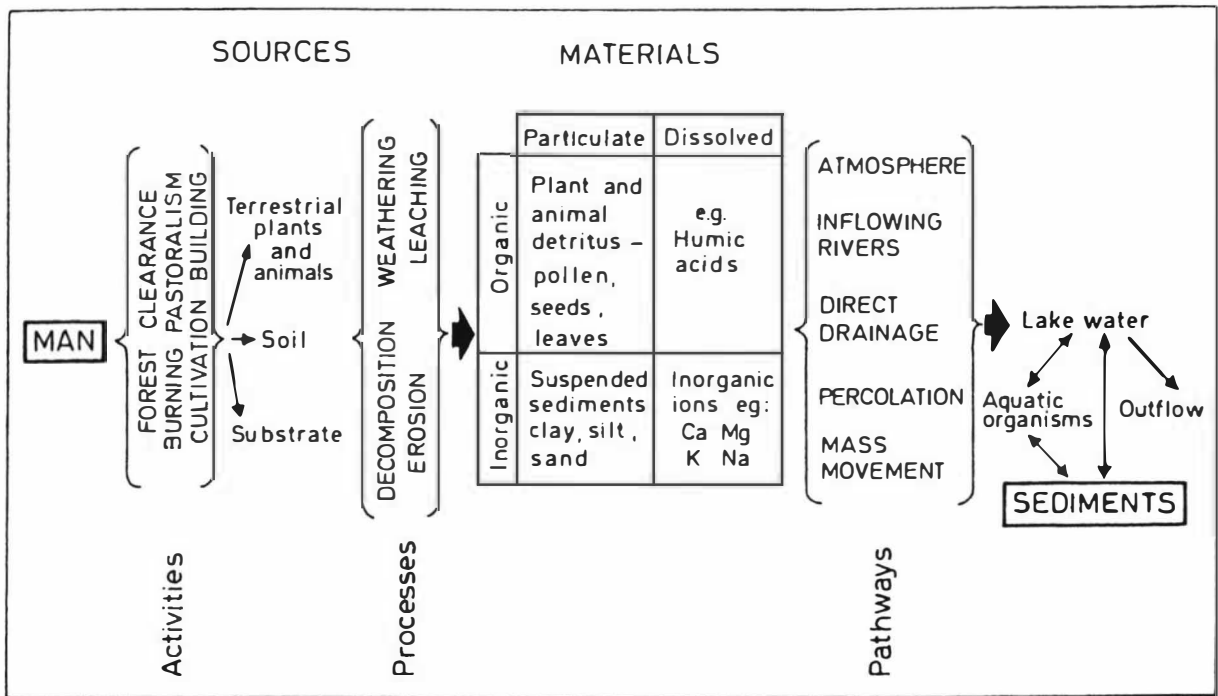 SOURCES
MATERIALS
MAN
FOREST CLEARANCE
BURNING PASTORALISM
CULTIVATION BUILDING
Activities
Terrestrial
plants
and
animals
Soil
Substrate
DECOMPOSITION WEATHERING
EROSION LEACHING
Processes
Particulate
Dissolved
Organic
Plant and
animal
detritus –
pollen,
seeds,
leaves
e.g.
Humic
acids
Inorganic
Suspended
sediments
clay, silt,
sand
Inorganic
ions eg:
Ca Mg
K Na
ATMOSPHERE
INFLOWING
RIVERS
DIRECT
DRAINAGE
PERCOLATION
MASS
MOVEMENT
Pathways
Lake water
Aquatic
organisms
Outflow
SEDIMENTS